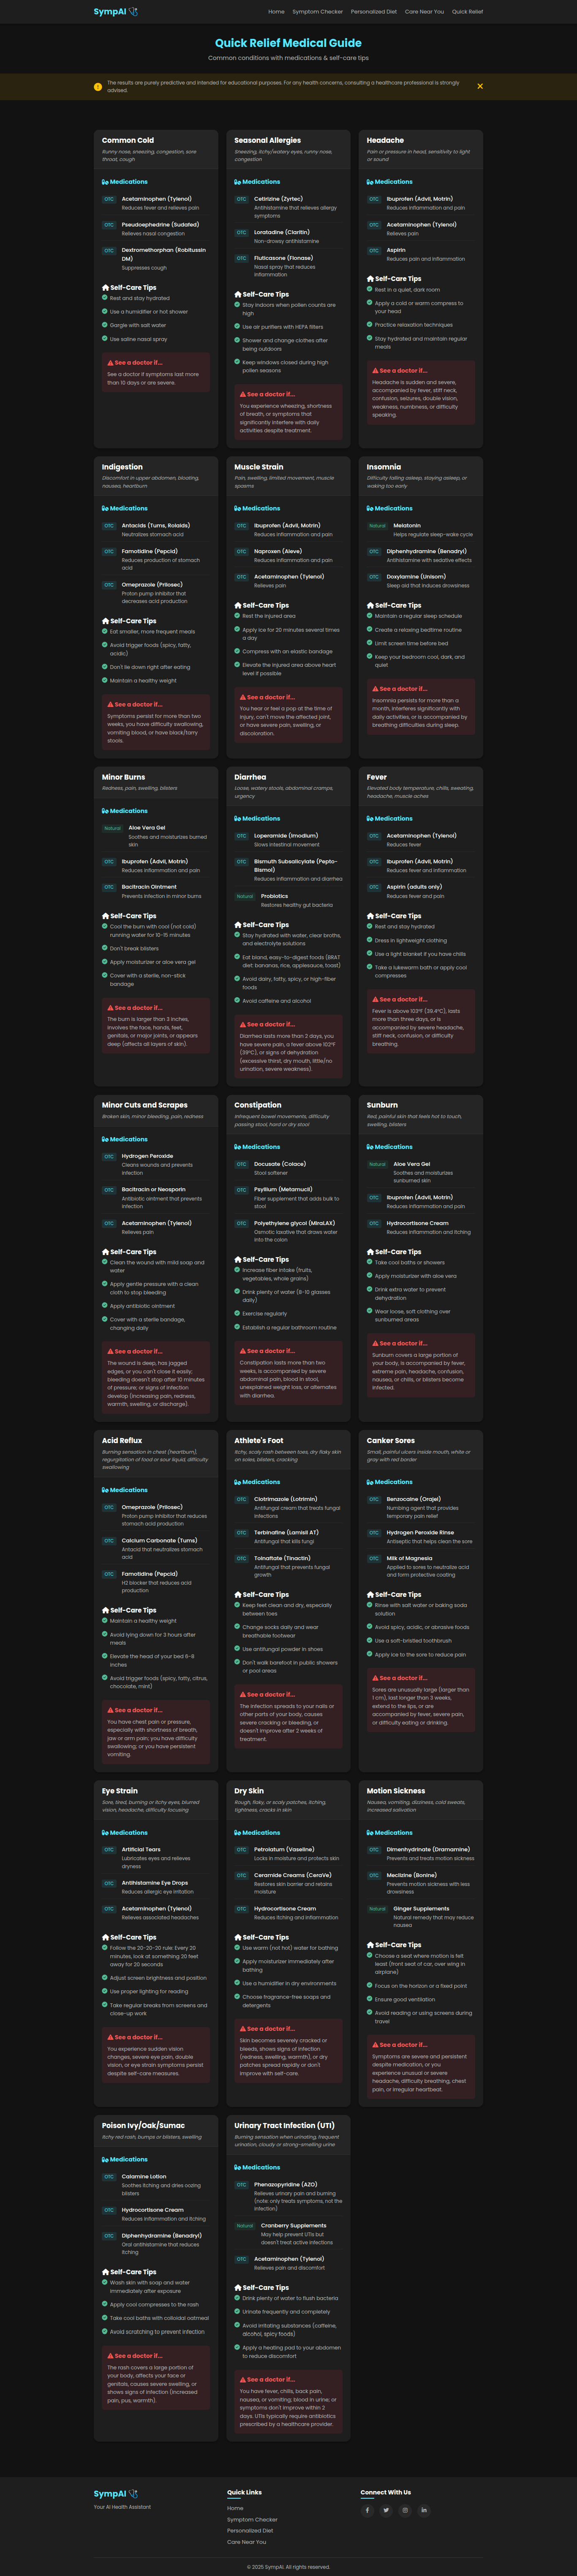 SympAI
Home Symptom Checker Personalized Diet Care Near You Quick Relief
Quick Relief Medical Guide
Common conditions with medications & self-care tips
The results are purely predictive and intended for educational purposes. For any health concerns, consulting a healthcare professional is strongly
advised.
Common Cold
Runny nose, sneezing, congestion, sore
throat, cough
Medications
OTC Acetaminophen (Tylenol)
Reduces fever and relieves pain
OTC Pseudoephedrine (Sudafed)
Relieves nasal congestion
OTC Dextromethorphan (Robitussin
DM)
Suppresses cough
Self-Care Tips
Rest and stay hydrated
Use a humidifier or hot shower
Gargle with salt water
Use saline nasal spray
See a doctor if...
See a doctor if symptoms last more
than 10 days or are severe.
Seasonal Allergies
Sneezing, itchy/watery eyes, runny nose,
congestion
Medications
OTC Cetirizine (Zyrtec)
Antihistamine that relieves allergy
symptoms
OTC Loratadine (Claritin)
Non-drowsy antihistamine
OTC Fluticasone (Flonase)
Nasal spray that reduces
inflammation
Self-Care Tips
Stay indoors when pollen counts are
high
Use air purifiers with HEPA filters
Shower and change clothes after
being outdoors
Keep windows closed during high
pollen seasons
See a doctor if...
You experience wheezing, shortness
of breath, or symptoms that
significantly interfere with daily
activities despite treatment.
Headache
Pain or pressure in head, sensitivity to light
or sound
Medications
OTC Ibuprofen (Advil, Motrin)
Reduces inflammation and pain
OTC Acetaminophen (Tylenol)
Relieves pain
OTC Aspirin
Reduces pain and inflammation
Self-Care Tips
Rest in a quiet, dark room
Apply a cold or warm compress to
your head
Practice relaxation techniques
Stay hydrated and maintain regular
meals
See a doctor if...
Headache is sudden and severe,
accompanied by fever, stiff neck,
confusion, seizures, double vision,
weakness, numbness, or difficulty
speaking.
Indigestion
Discomfort in upper abdomen, bloating,
nausea, heartburn
Medications
OTC Antacids (Tums, Rolaids)
Neutralizes stomach acid
OTC Famotidine (Pepcid)
Reduces production of stomach
acid
OTC Omeprazole (Prilosec)
Proton pump inhibitor that
decreases acid production
Self-Care Tips
Eat smaller, more frequent meals
Avoid trigger foods (spicy, fatty,
acidic)
Don't lie down right after eating
Maintain a healthy weight
See a doctor if...
Symptoms persist for more than two
weeks, you have difficulty swallowing,
vomiting blood, or have black/tarry
stools.
Muscle Strain
Pain, swelling, limited movement, muscle
spasms
Medications
OTC Ibuprofen (Advil, Motrin)
Reduces inflammation and pain
OTC Naproxen (Aleve)
Reduces inflammation and pain
OTC Acetaminophen (Tylenol)
Relieves pain
Self-Care Tips
Rest the injured area
Apply ice for 20 minutes several times
a day
Compress with an elastic bandage
Elevate the injured area above heart
level if possible
See a doctor if...
You hear or feel a pop at the time of
injury, can't move the affected joint,
or have severe pain, swelling, or
discoloration.
Insomnia
Difficulty falling asleep, staying asleep, or
waking too early
Medications
Natural Melatonin
Helps regulate sleep-wake cycle
OTC Diphenhydramine (Benadryl)
Antihistamine with sedative effects
OTC Doxylamine (Unisom)
Sleep aid that induces drowsiness
Self-Care Tips
Maintain a regular sleep schedule
Create a relaxing bedtime routine
Limit screen time before bed
Keep your bedroom cool, dark, and
quiet
See a doctor if...
Insomnia persists for more than a
month, interferes significantly with
daily activities, or is accompanied by
breathing difficulties during sleep.
Minor Burns
Redness, pain, swelling, blisters
Medications
Natural Aloe Vera Gel
Soothes and moisturizes burned
skin
OTC Ibuprofen (Advil, Motrin)
Reduces inflammation and pain
OTC Bacitracin Ointment
Prevents infection in minor burns
Self-Care Tips
Cool the burn with cool (not cold)
running water for 10-15 minutes
Don't break blisters
Apply moisturizer or aloe vera gel
Cover with a sterile, non-stick
bandage
See a doctor if...
The burn is larger than 3 inches,
involves the face, hands, feet,
genitals, or major joints, or appears
deep (affects all layers of skin).
Diarrhea
Loose, watery stools, abdominal cramps,
urgency
Medications
OTC Loperamide (Imodium)
Slows intestinal movement
OTC Bismuth Subsalicylate (Pepto-
Bismol)
Reduces inflammation and diarrhea
Natural Probiotics
Restores healthy gut bacteria
Self-Care Tips
Stay hydrated with water, clear broths,
and electrolyte solutions
Eat bland, easy-to-digest foods (BRAT
diet: bananas, rice, applesauce, toast)
Avoid dairy, fatty, spicy, or high-fiber
foods
Avoid caffeine and alcohol
See a doctor if...
Diarrhea lasts more than 2 days, you
have severe pain, a fever above 102°F
(39°C), or signs of dehydration
(excessive thirst, dry mouth, little/no
urination, severe weakness).
Fever
Elevated body temperature, chills, sweating,
headache, muscle aches
Medications
OTC Acetaminophen (Tylenol)
Reduces fever
OTC Ibuprofen (Advil, Motrin)
Reduces fever and inflammation
OTC Aspirin (adults only)
Reduces fever and pain
Self-Care Tips
Rest and stay hydrated
Dress in lightweight clothing
Use a light blanket if you have chills
Take a lukewarm bath or apply cool
compresses
See a doctor if...
Fever is above 103°F (39.4°C), lasts
more than three days, or is
accompanied by severe headache,
stiff neck, confusion, or difficulty
breathing.
Minor Cuts and Scrapes
Broken skin, minor bleeding, pain, redness
Medications
OTC Hydrogen Peroxide
Cleans wounds and prevents
infection
OTC Bacitracin or Neosporin
Antibiotic ointment that prevents
infection
OTC Acetaminophen (Tylenol)
Relieves pain
Self-Care Tips
Clean the wound with mild soap and
water
Apply gentle pressure with a clean
cloth to stop bleeding
Apply antibiotic ointment
Cover with a sterile bandage,
changing daily
See a doctor if...
The wound is deep, has jagged
edges, or you can't close it easily;
bleeding doesn't stop after 10 minutes
of pressure; or signs of infection
develop (increasing pain, redness,
warmth, swelling, or discharge).
Constipation
Infrequent bowel movements, difficulty
passing stool, hard or dry stool
Medications
OTC Docusate (Colace)
Stool softener
OTC Psyllium (Metamucil)
Fiber supplement that adds bulk to
stool
OTC Polyethylene glycol (MiraLAX)
Osmotic laxative that draws water
into the colon
Self-Care Tips
Increase fiber intake (fruits,
vegetables, whole grains)
Drink plenty of water (8-10 glasses
daily)
Exercise regularly
Establish a regular bathroom routine
See a doctor if...
Constipation lasts more than two weeks,
is accompanied by severe
abdominal pain, blood in stool,
unexplained weight loss, or alternates
with diarrhea.
Sunburn
Red, painful skin that feels hot to touch,
swelling, blisters
Medications
Natural Aloe Vera Gel
Soothes and moisturizes
sunburned skin
OTC Ibuprofen (Advil, Motrin)
Reduces inflammation and pain
OTC Hydrocortisone Cream
Reduces inflammation and itching
Self-Care Tips
Take cool baths or showers
Apply moisturizer with aloe vera
Drink extra water to prevent
dehydration
Wear loose, soft clothing over
sunburned areas
See a doctor if...
Sunburn covers a large portion of
your body, is accompanied by fever,
extreme pain, headache, confusion,
nausea, or chills, or blisters become
infected.
Acid Reflux
Burning sensation in chest (heartburn),
regurgitation of food or sour liquid, difficulty
swallowing
Medications
OTC Omeprazole (Prilosec)
Proton pump inhibitor that reduces
stomach acid production
OTC Calcium Carbonate (Tums)
Antacid that neutralizes stomach
acid
OTC Famotidine (Pepcid)
H2 blocker that reduces acid
production
Self-Care Tips
Maintain a healthy weight
Avoid lying down for 3 hours after
meals
Elevate the head of your bed 6-8
inches
Avoid trigger foods (spicy, fatty, citrus,
chocolate, mint)
See a doctor if...
You have chest pain or pressure,
especially with shortness of breath,
jaw or arm pain; you have difficulty
swallowing; or you have persistent
vomiting.
Athlete's Foot
Itchy, scaly rash between toes, dry flaky skin
on soles, blisters, cracking
Medications
OTC Clotrimazole (Lotrimin)
Antifungal cream that treats fungal
infections
OTC Terbinafine (Lamisil AT)
Antifungal that kills fungi
OTC Tolnaftate (Tinactin)
Antifungal that prevents fungal
growth
Self-Care Tips
Keep feet clean and dry, especially
between toes
Change socks daily and wear
breathable footwear
Use antifungal powder in shoes
Don't walk barefoot in public showers
or pool areas
See a doctor if...
The infection spreads to your nails or
other parts of your body, causes
severe cracking or bleeding, or
doesn't improve after 2 weeks of
treatment.
Canker Sores
Small, painful ulcers inside mouth, white or
gray with red border
Medications
OTC Benzocaine (Orajel)
Numbing agent that provides
temporary pain relief
OTC Hydrogen Peroxide Rinse
Antiseptic that helps clean the sore
OTC Milk of Magnesia
Applied to sores to neutralize acid
and form protective coating
Self-Care Tips
Rinse with salt water or baking soda
solution
Avoid spicy, acidic, or abrasive foods
Use a soft-bristled toothbrush
Apply ice to the sore to reduce pain
See a doctor if...
Sores are unusually large (larger than
1 cm), last longer than 3 weeks,
extend to the lips, or are
accompanied by fever, severe pain,
or difficulty eating or drinking.
Eye Strain
Sore, tired, burning or itchy eyes, blurred
vision, headache, difficulty focusing
Medications
OTC Artificial Tears
Lubricates eyes and relieves
dryness
OTC Antihistamine Eye Drops
Reduces allergic eye irritation
OTC Acetaminophen (Tylenol)
Relieves associated headaches
Self-Care Tips
Follow the 20-20-20 rule: Every 20
minutes, look at something 20 feet
away for 20 seconds
Adjust screen brightness and position
Use proper lighting for reading
Take regular breaks from screens and
close-up work
See a doctor if...
You experience sudden vision
changes, severe eye pain, double
vision, or eye strain symptoms persist
despite self-care measures.
Dry Skin
Rough, flaky, or scaly patches, itching,
tightness, cracks in skin
Medications
OTC Petrolatum (Vaseline)
Locks in moisture and protects skin
OTC Ceramide Creams (CeraVe)
Restores skin barrier and retains
moisture
OTC Hydrocortisone Cream
Reduces itching and inflammation
Self-Care Tips
Use warm (not hot) water for bathing
Apply moisturizer immediately after
bathing
Use a humidifier in dry environments
Choose fragrance-free soaps and
detergents
See a doctor if...
Skin becomes severely cracked or
bleeds, shows signs of infection
(redness, swelling, warmth), or dry
patches spread rapidly or don't
improve with self-care.
Motion Sickness
Nausea, vomiting, dizziness, cold sweats,
increased salivation
Medications
OTC Dimenhydrinate (Dramamine)
Prevents and treats motion sickness
OTC Meclizine (Bonine)
Prevents motion sickness with less
drowsiness
Natural Ginger Supplements
Natural remedy that may reduce
nausea
Self-Care Tips
Choose a seat where motion is felt
least (front seat of car, over wing in
airplane)
Focus on the horizon or a fixed point
Ensure good ventilation
Avoid reading or using screens during
travel
See a doctor if...
Symptoms are severe and persistent
despite medication, or you
experience unusual or severe
headache, difficulty breathing, chest
pain, or irregular heartbeat.
Poison Ivy/Oak/Sumac
Itchy red rash, bumps or blisters, swelling
Medications
OTC Calamine Lotion
Soothes itching and dries oozing
blisters
OTC Hydrocortisone Cream
Reduces inflammation and itching
OTC Diphenhydramine (Benadryl)
Oral antihistamine that reduces
itching
Self-Care Tips
Wash skin with soap and water
immediately after exposure
Apply cool compresses to the rash
Take cool baths with colloidal oatmeal
Avoid scratching to prevent infection
See a doctor if...
The rash covers a large portion of
your body, affects your face or
genitals, causes severe swelling, or
shows signs of infection (increased
pain, pus, warmth).
Urinary Tract Infection (UTI)
Burning sensation when urinating, frequent
urination, cloudy or strong-smelling urine
Medications
OTC Phenazopyridine (AZO)
Relieves urinary pain and burning
(note: only treats symptoms, not the
infection)
Natural Cranberry Supplements
May help prevent UTIs but
doesn't treat active infections
OTC Acetaminophen (Tylenol)
Relieves pain and discomfort
Self-Care Tips
Drink plenty of water to flush bacteria
Urinate frequently and completely
Avoid irritating substances (caffeine,
alcohol, spicy foods)
Apply a heating pad to your abdomen
to reduce discomfort
See a doctor if...
You have fever, chills, back pain,
nausea, or vomiting; blood in urine; or
symptoms don't improve within 2
days. UTIs typically require antibiotics
prescribed by a healthcare provider.
SympAI
Your AI Health Assistant
Quick Links
Home
Symptom Checker
Personalized Diet
Care Near You
Connect With Us
© 2025 SympAI. All rights reserved.